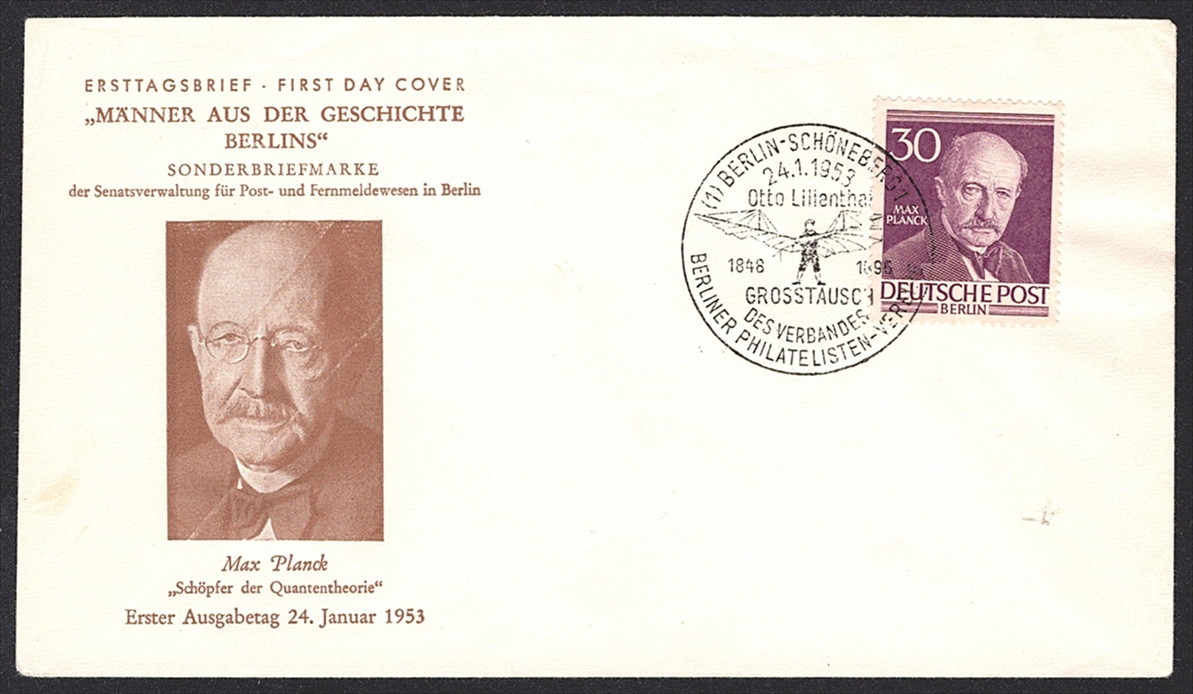 ERSTTAGSBRIEF · FIRST DAY COVER
„MÄNNER AUS DER GESCHICHTE
BERLINS“
SONDERBRIEFMARKE
der Senatsverwaltung für Post- und Fernmeldewesen in Berlin
Max Planck
„Schöpfer der Quantentheorie“
Erster Ausgabetag 24. Januar 1953
(1) BERLIN-SCHÖNEBERG 1
24.1.1953
Otto Lilienthal
1848 1896
GROSSTAUSCH
DES VERBANDES
BERLINER PHILATELISTEN-VER
30
MAX
PLANCK
DEUTSCHE POST
BERLIN